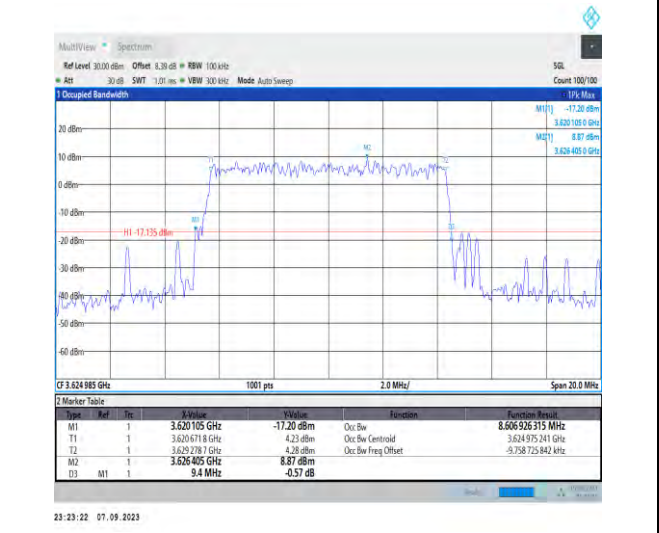 MultiView Spectrum
Ref Level 30.00 dBm Offset 8.39 dB RBW 100 kHz SGL
Att 30 dB SWT 1.01 ms VBW 300 kHz Mode Auto Sweep Count 100/100
1 Occupied Bandwidth 1Pk Max
M1[1] -17.20 dBm
3.620 105 0 GHz
M2[1] 8.87 dBm
3.626 405 0 GHz
20 dBm
M2
T1 T2
10 dBm
0 dBm
-10 dBm
M1
H1 -17.135 dBm
-20 dBm
-30 dBm
-40 dBm
-50 dBm
-60 dBm
CF 3.624 985 GHz 1001 pts 2.0 MHz/ Span 20.0 MHz
2 Marker Table
Type Ref Trc X-Value Y-Value Function Function Result
M1 1 3.620105 GHz -17.20 dBm Occ Bw 8.606 926 315 MHz
T1 1 3.620 671 8 GHz 4.23 dBm Occ Bw Centroid 3.624 975 241 GHz
T2 1 3.629 278 7 GHz 4.28 dBm Occ Bw Freq Offset -9.758 725 842 kHz
M2 1 3.626405 GHz 8.87 dBm
D3 M1 1 9.4 MHz -0.57 dB
23:23:22 07.09.2023